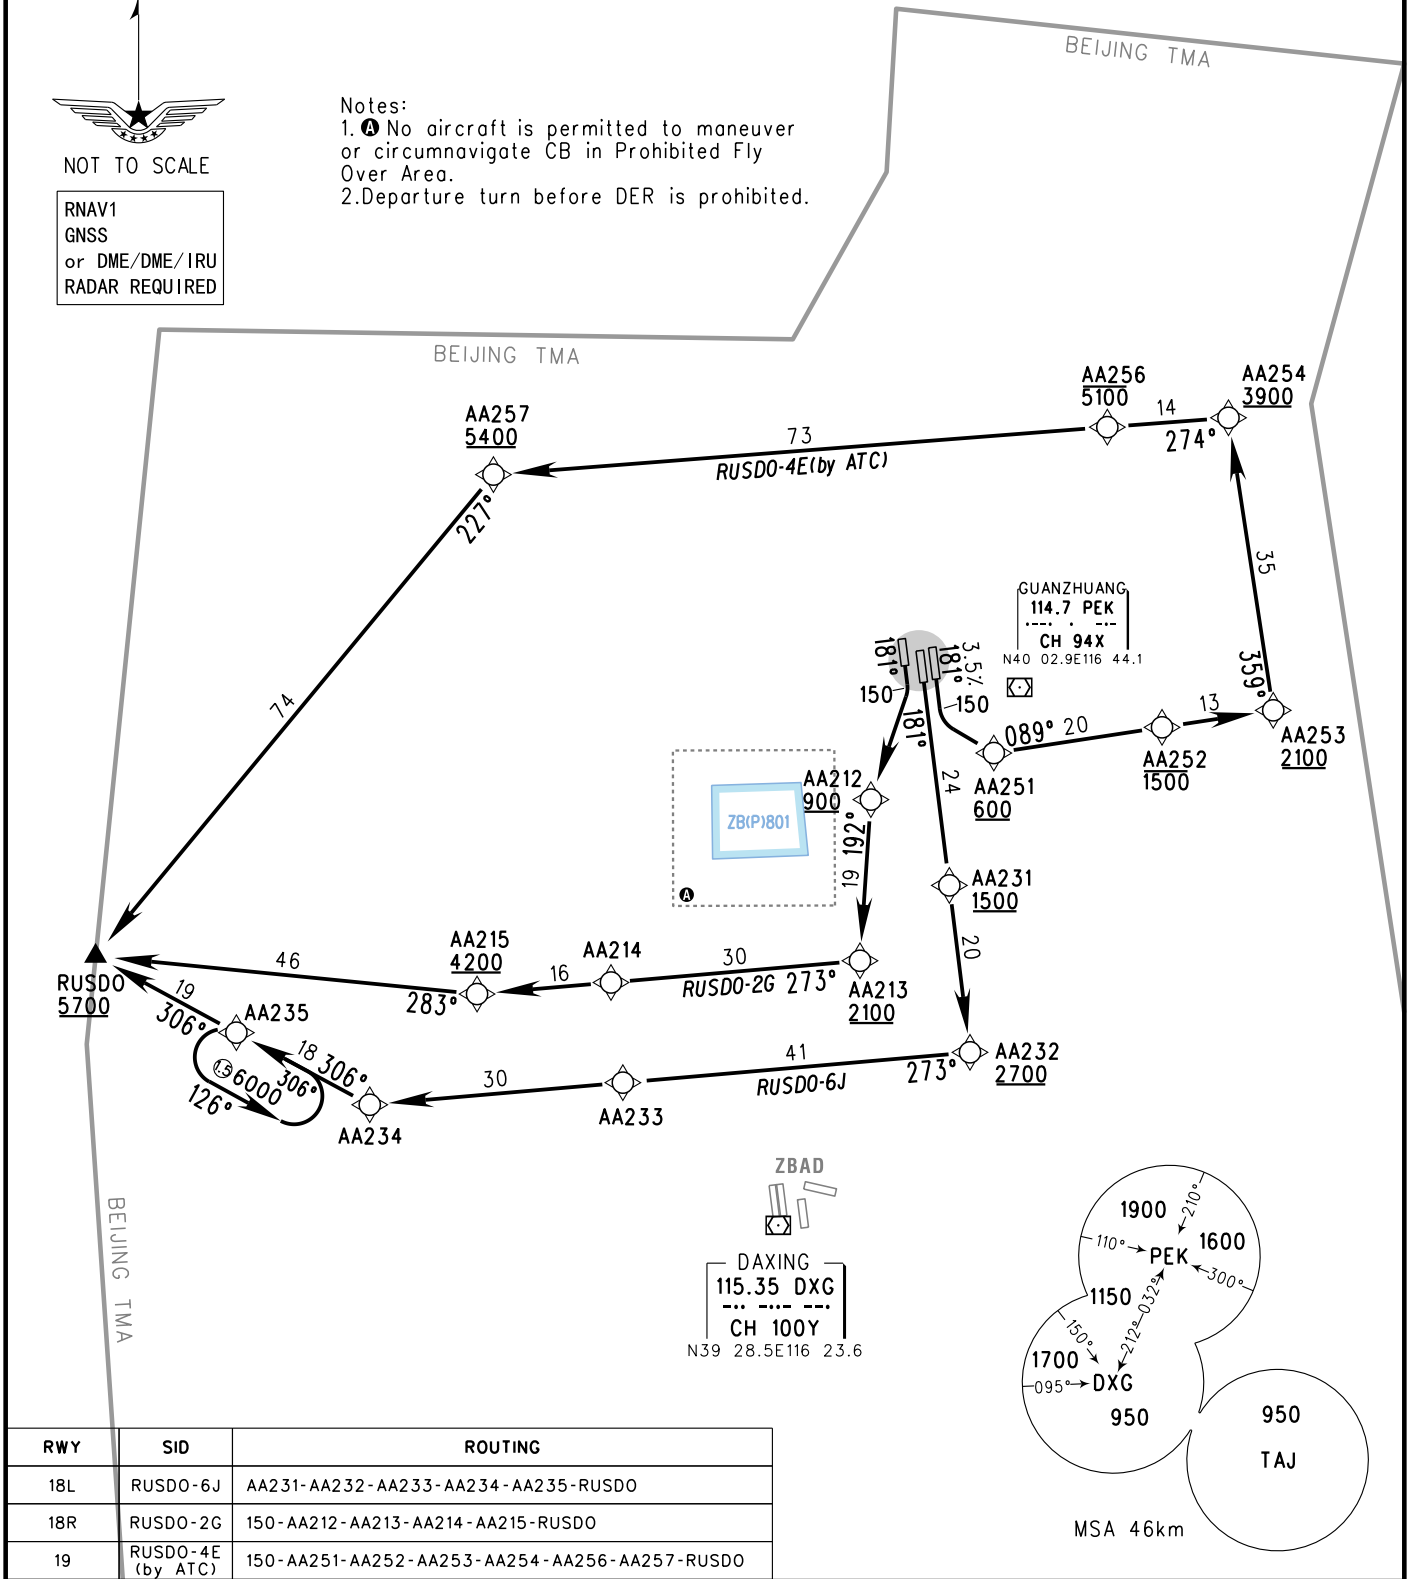 BEIJING TMA
NOT TO SCALE
RNAV1
GNSS
or DME/DME/IRU
RADAR REQUIRED
Notes:
1. A No aircraft is permitted to maneuver
or circumnavigate CB in Prohibited Fly
Over Area.
2.Departure turn before DER is prohibited.
BEIJING TMA
AA257
5400
73
RUSDO-4E(by ATC)
AA256
5100
14
274°
AA254
3900
227°
74
35
359°
GUANZHUANG
114.7 PEK
·--· · -·-
CH 94X
N40 02.9E116 44.1
181°
181°
3.5%
150
150
181°
089°
20
13
AA253
2100
AA252
1500
AA251
600
24
AA212
900
192°
19
ZB(P)801
A
AA231
1500
20
RUSDO
5700
46
AA215
4200
283°
16
AA214
30
RUSDO-2G
273°
AA213
2100
19
306°
AA235
18
306°
1.5
6000
306°
126°
AA234
30
AA233
41
RUSDO-6J
273°
AA232
2700
BEIJING TMA
ZBAD
DAXING
115.35 DXG
-·· -··- --·
CH 100Y
N39 28.5E116 23.6
1900
210°
110°
PEK
1600
300°
1150
032°
212°
150°
1700
095°
DXG
950
950
TAJ
MSA 46km
RWY SID ROUTING
18L RUSDO-6J AA231-AA232-AA233-AA234-AA235-RUSDO
18R RUSDO-2G 150-AA212-AA213-AA214-AA215-RUSDO
19 RUSDO-4E (by ATC) 150-AA251-AA252-AA253-AA254-AA256-AA257-RUSDO